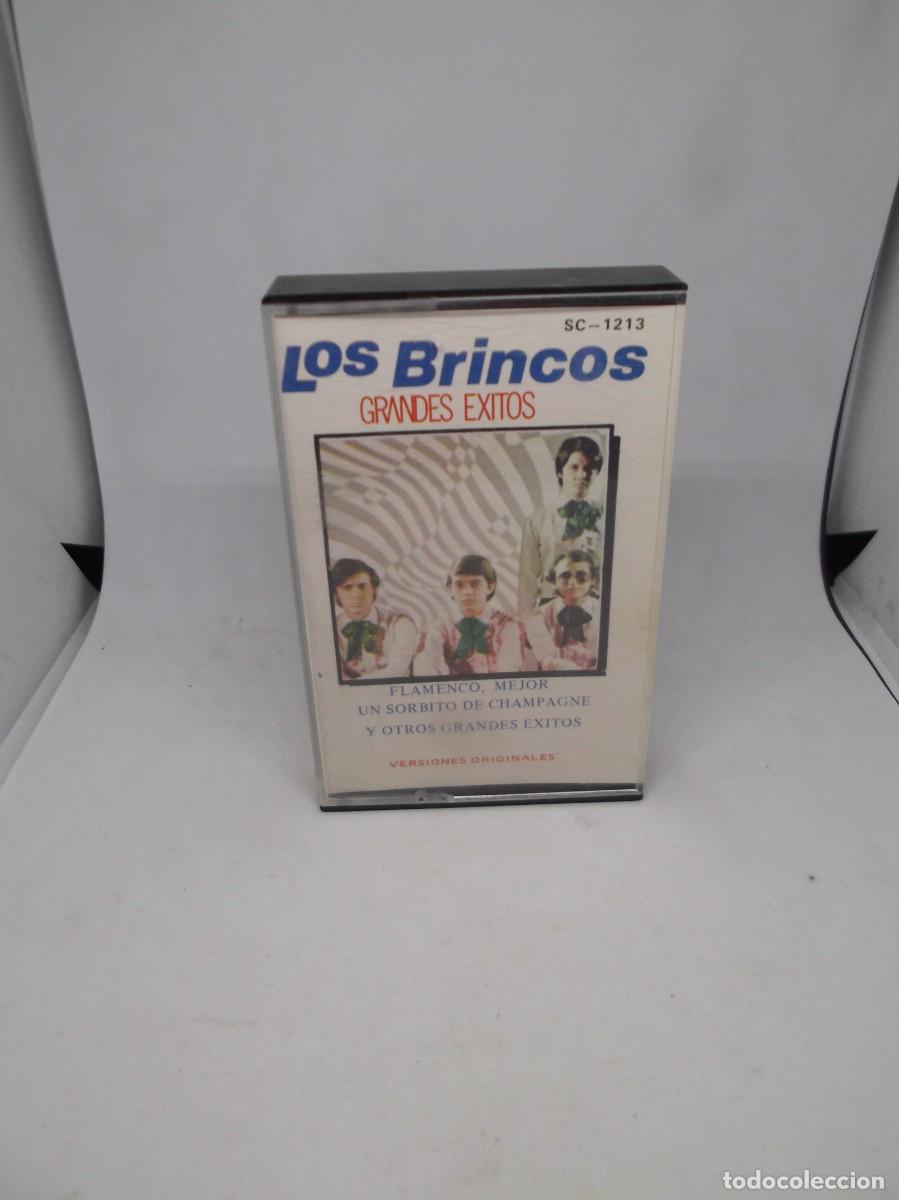 SC-1213
Los Brincos
GRANDES EXITOS
FLAMENCO, MEJOR
UN SORBITO DE CHAMPAGNE
Y OTROS GRANDES EXITOS
VERSIONES ORIGINALES
todocoleccion